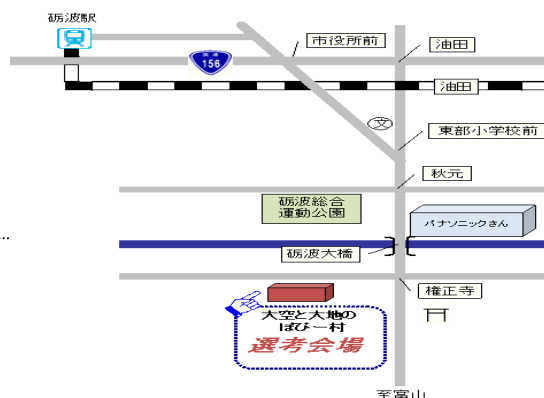 砺波駅
市役所前
油田
156
油田
東部小学校前
秋元
砺波総合
運動公園
パナソニックさん
砺波大橋
権正寺
大空と大地の
ぽぴー村
選考会場
至富山